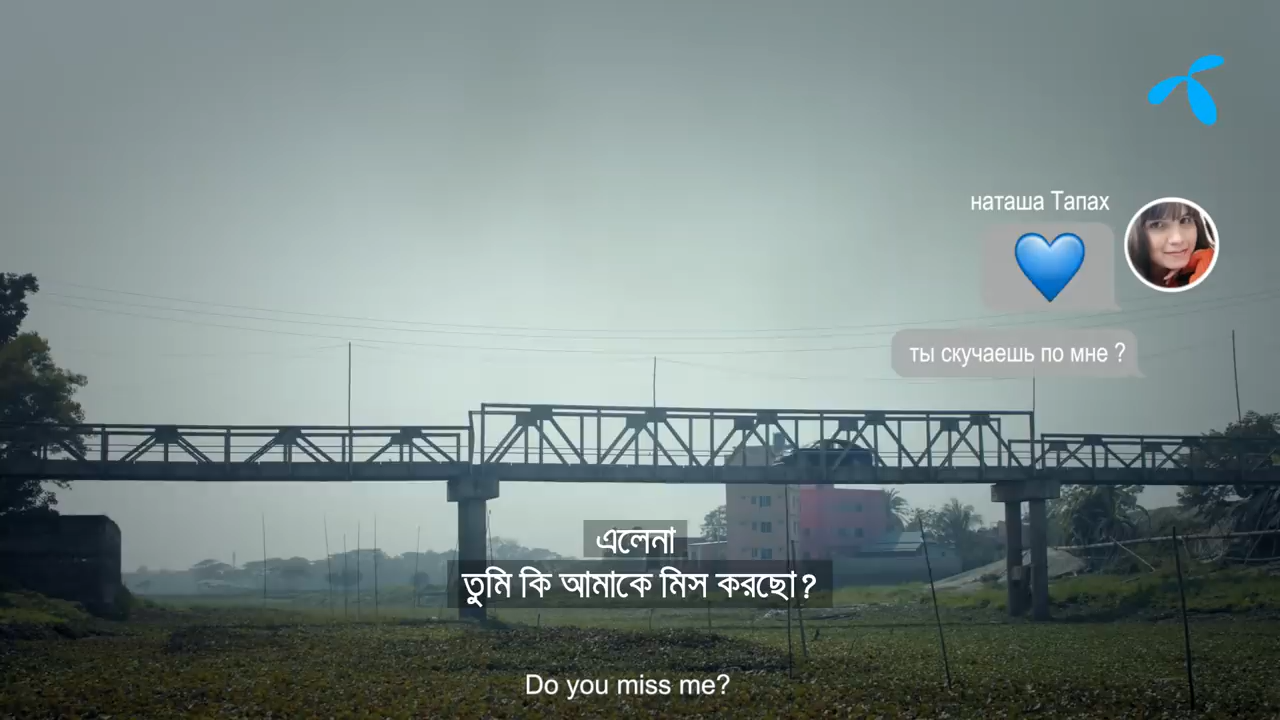 наташа Тапах
ты скучаешь по мне ?
এলেনা
তুমি কি আমাকে মিস করছো?
Do you miss me?